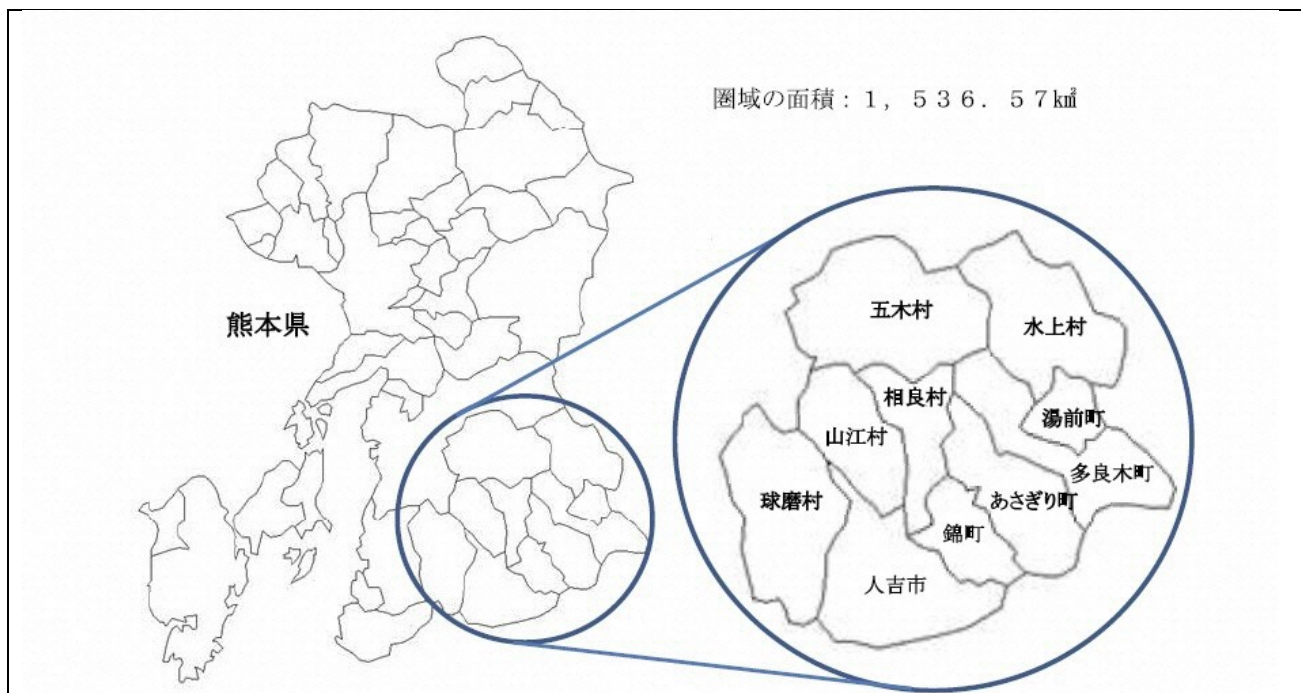 圏域の面積：１，５３６．５７㎢
熊本県
五木村
水上村
相良村
湯前町
山江村
多良木町
球磨村
あさぎり町
錦町
人吉市